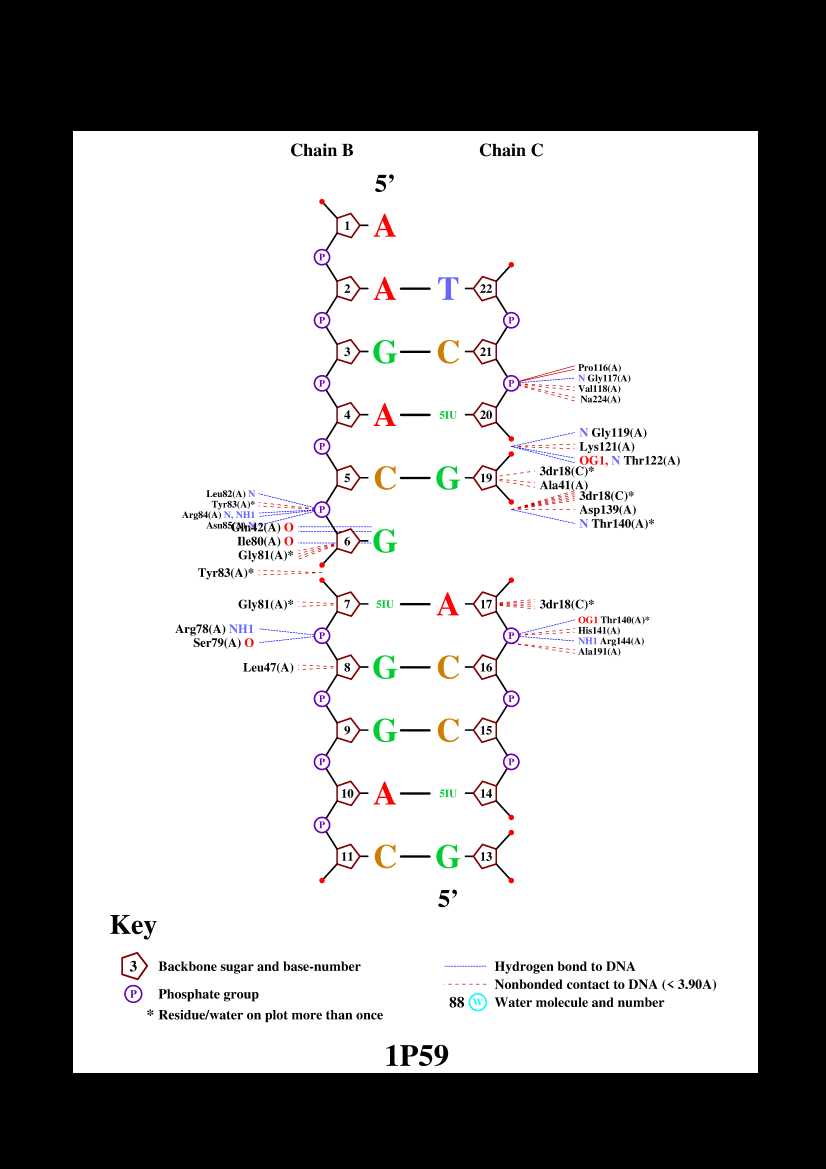 Chain B Chain C
5’
1 A
P
2 A T 22
P P
3 G C 21
Pro116(A)
P P N Gly117(A)
Val118(A)
Na224(A)
4 A 5IU 20
N Gly119(A)
P Lys121(A)
OG1, N Thr122(A)
5 C G 19 3dr18(C)*
Ala41(A)
Leu82(A) N 3dr18(C)*
Tyr83(A)* P Asp139(A)
Arg84(A) N, NH1
N Thr140(A)*
Gln42(A) O
Ile80(A) O 6 G
Gly81(A)*
Tyr83(A)*
Gly81(A)* 7 5IU A 17 3dr18(C)*
OG1 Thr140(A)*
Arg78(A) NH1 P P His141(A)
Ser79(A) O NH1 Arg144(A)
Ala191(A)
Leu47(A) 8 G C 16
P P
9 G C 15
P P
10 A 5IU 14
P
11 C G 13
5’
Key
3 Backbone sugar and base-number Hydrogen bond to DNA
Nonbonded contact to DNA (< 3.90A)
P Phosphate group 88 W Water molecule and number
* Residue/water on plot more than once
1P59